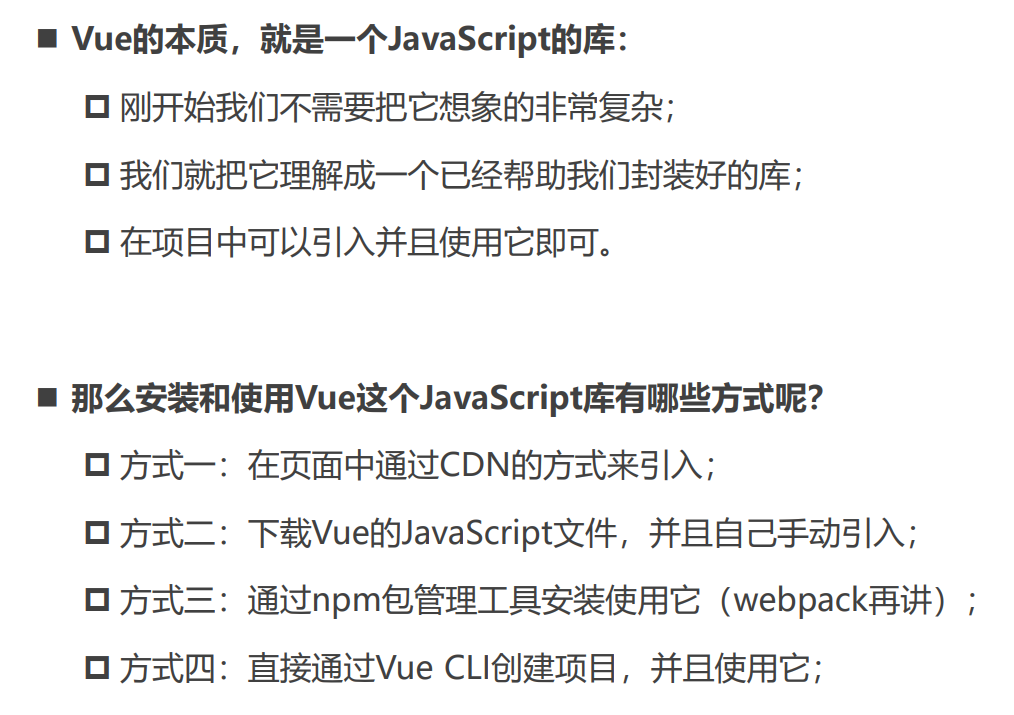 Vue的本质，就是一个JavaScript的库：
刚开始我们不需要把它想象的非常复杂；
我们就把它理解成一个已经帮助我们封装好的库；
在项目中可以引入并且使用它即可。
那么安装和使用Vue这个JavaScript库有哪些方式呢？
方式一：在页面中通过CDN的方式来引入；
方式二：下载Vue的JavaScript文件，并且自己手动引入；
方式三：通过npm包管理工具安装使用它（webpack再讲）；
方式四：直接通过Vue CLI创建项目，并且使用它；